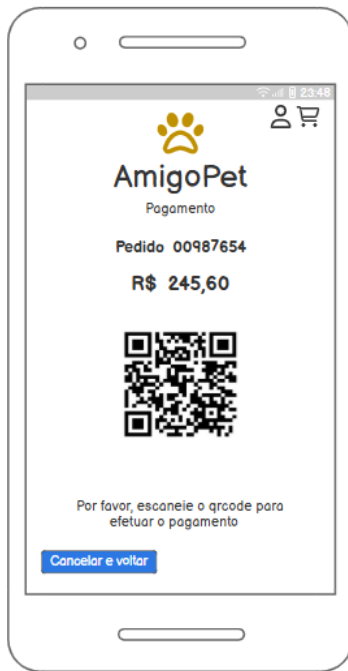 23:48
AmigoPet
Pagamento
Pedido 00987654
R$ 245,60
Por favor, escaneie o qrcode para
efetuar o pagamento
Cancelar e voltar